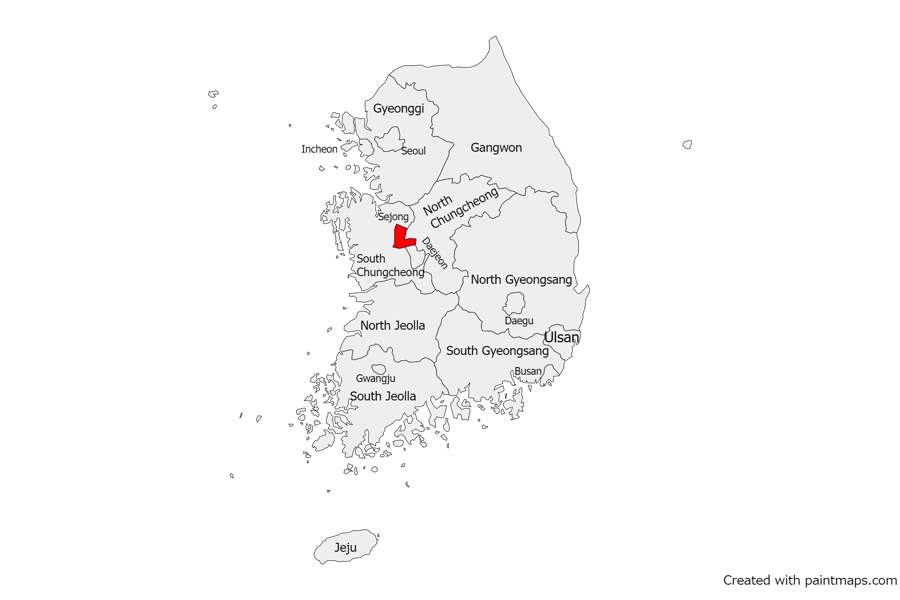 Gyeonggi
Incheon
Seoul
Gangwon
North
Chungcheong
Sejong
Daejeon
South
Chungcheong
North Gyeongsang
Daegu
Ulsan
North Jeolla
South Gyeongsang
Busan
Gwangju
South Jeolla
Jeju
Created with paintmaps.com